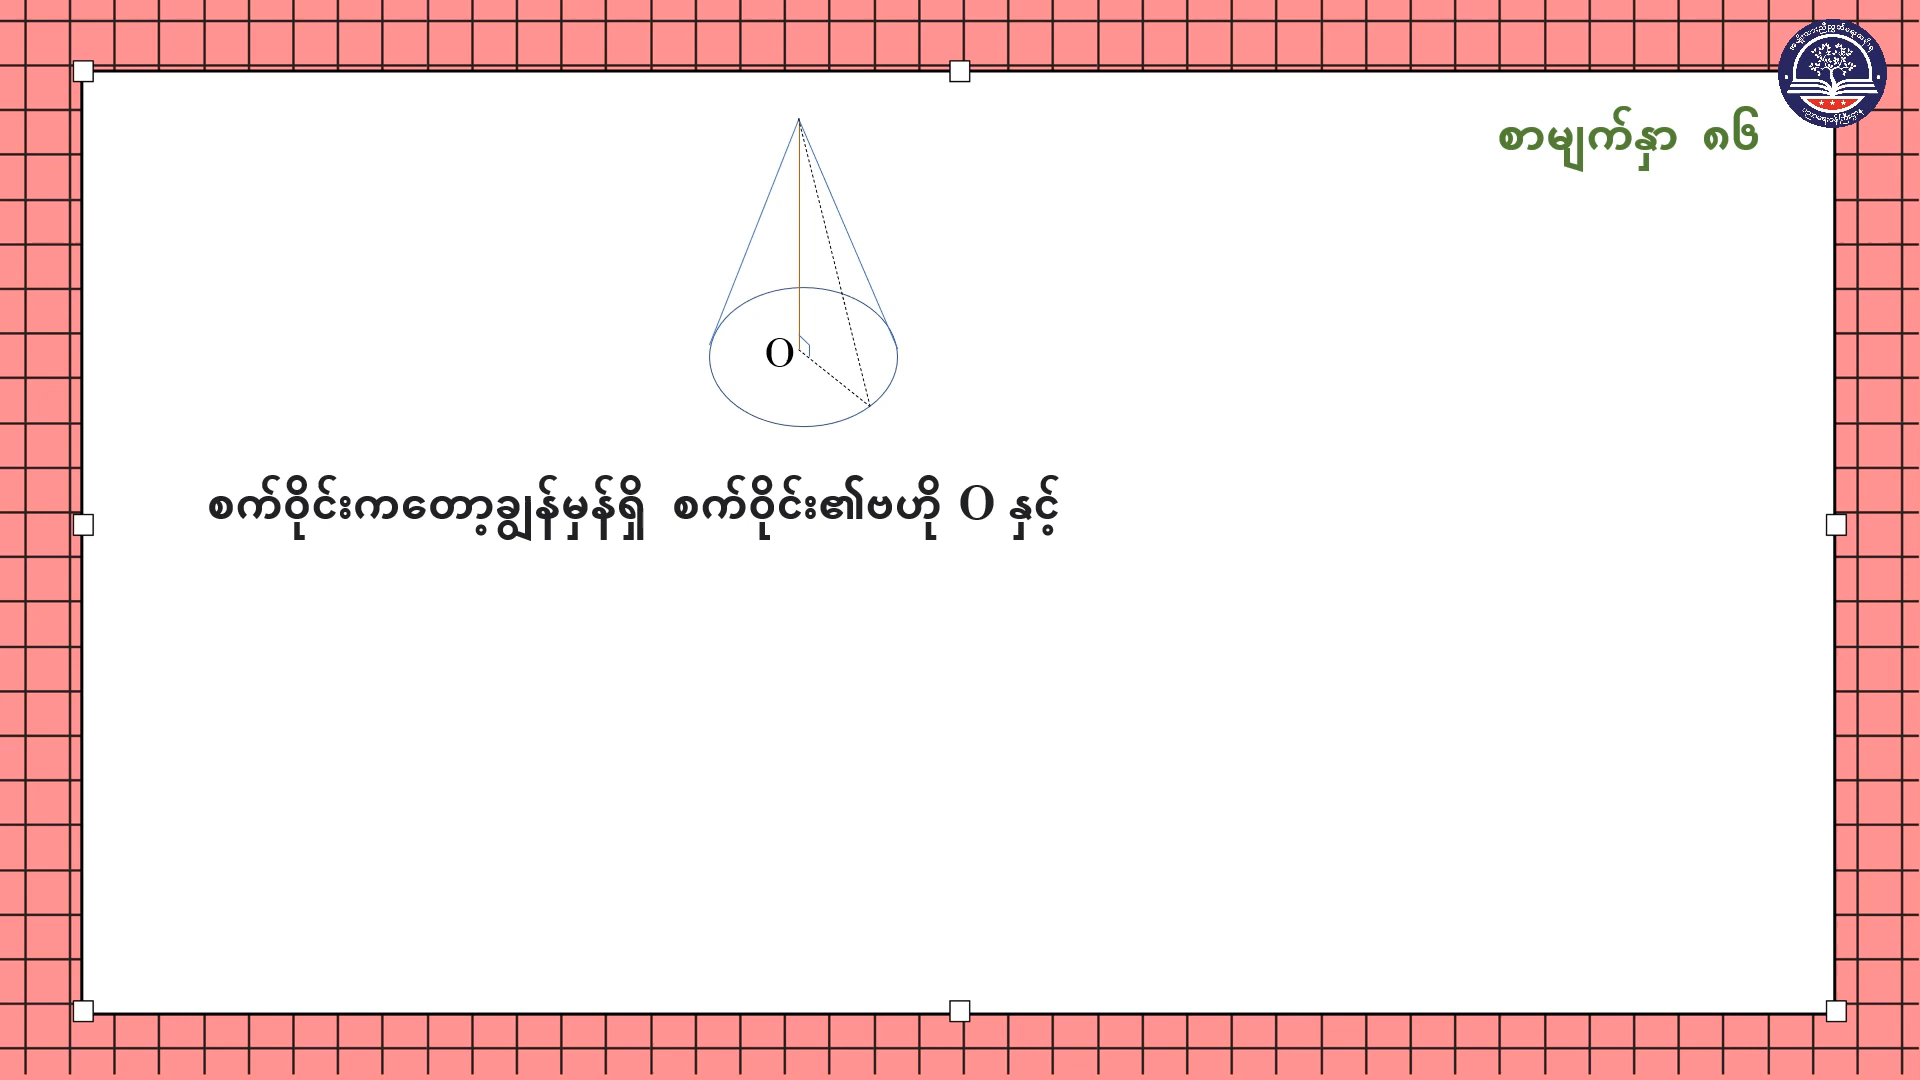 စာမျက်နှာ ၈၆
O
စက်ဝိုင်းကတော့ချွန်မှန်ရှိ စက်ဝိုင်း၏ဗဟို O နှင့်